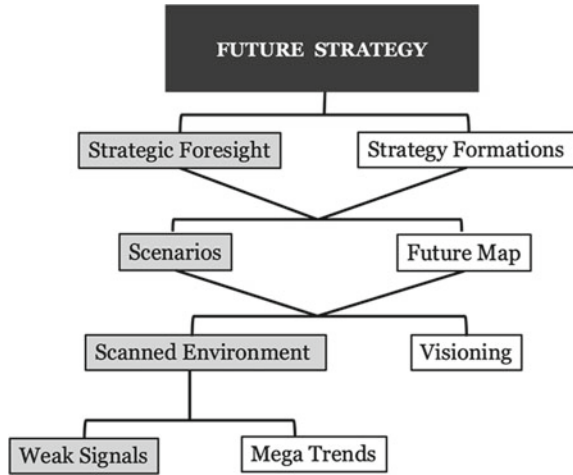 FUTURE STRATEGY
Strategic Foresight
Strategy Formations
Scenarios
Future Map
Scanned Environment
Visioning
Weak Signals
Mega Trends